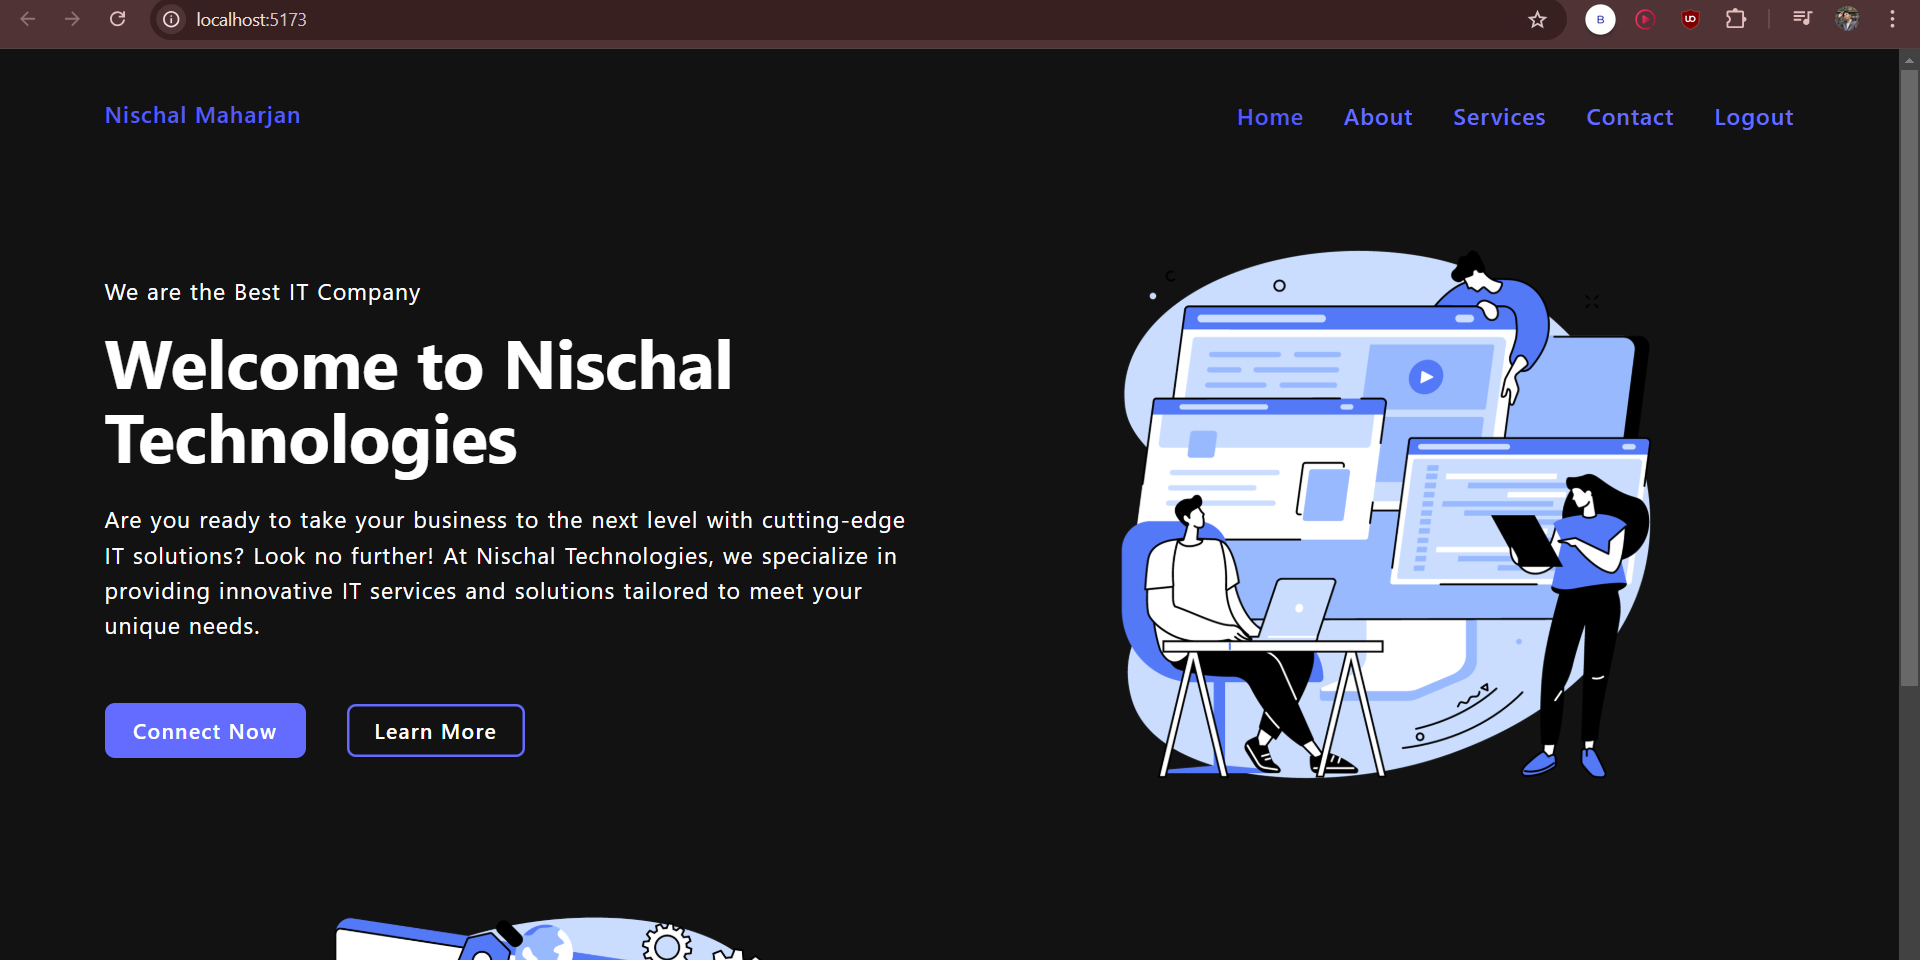 localhost:5173
B
Nischal Maharjan
Home About Services Contact Logout
We are the Best IT Company
Welcome to Nischal
Technologies
Are you ready to take your business to the next level with cutting-edge
IT solutions? Look no further! At Nischal Technologies, we specialize in
providing innovative IT services and solutions tailored to meet your
unique needs.
Connect Now Learn More